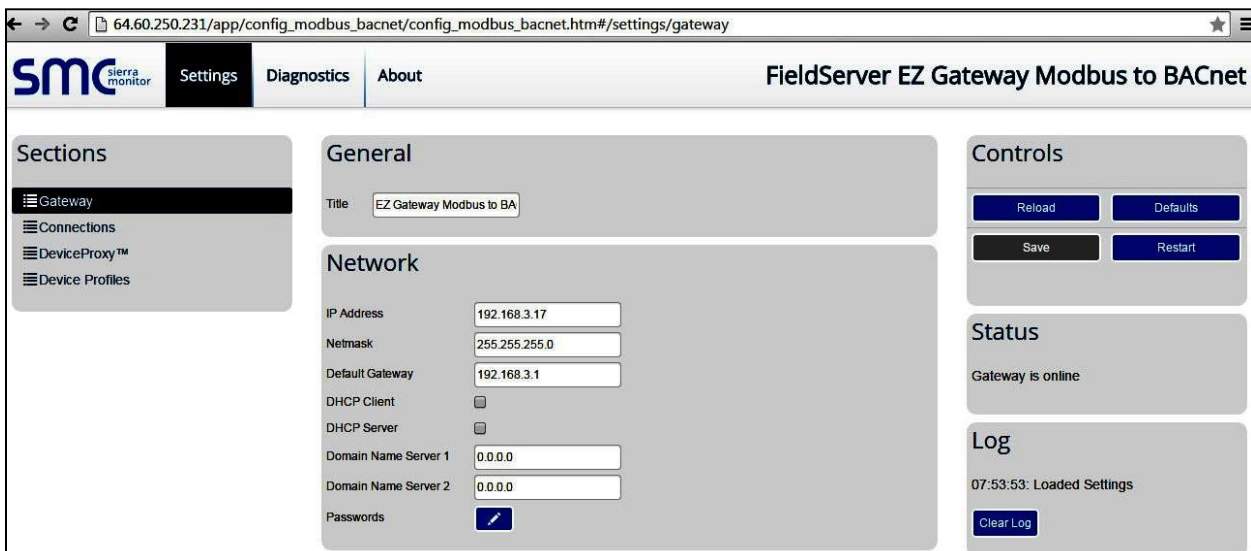 64.60.250.231/app/config_modbus_bacnet/config_modbus_bacnet.htm#/settings/gateway
SMC sierra monitor
Settings
Diagnostics
About
FieldServer EZ Gateway Modbus to BACnet
Sections
Gateway
Connections
DeviceProxy™
Device Profiles
General
Title EZ Gateway Modbus to BA
Network
IP Address 192.168.3.17
Netmask 255.255.255.0
Default Gateway 192.168.3.1
DHCP Client
DHCP Server
Domain Name Server 1 0.0.0.0
Domain Name Server 2 0.0.0.0
Passwords
Controls
Reload Defaults
Save Restart
Status
Gateway is online
Log
07:53:53: Loaded Settings
Clear Log